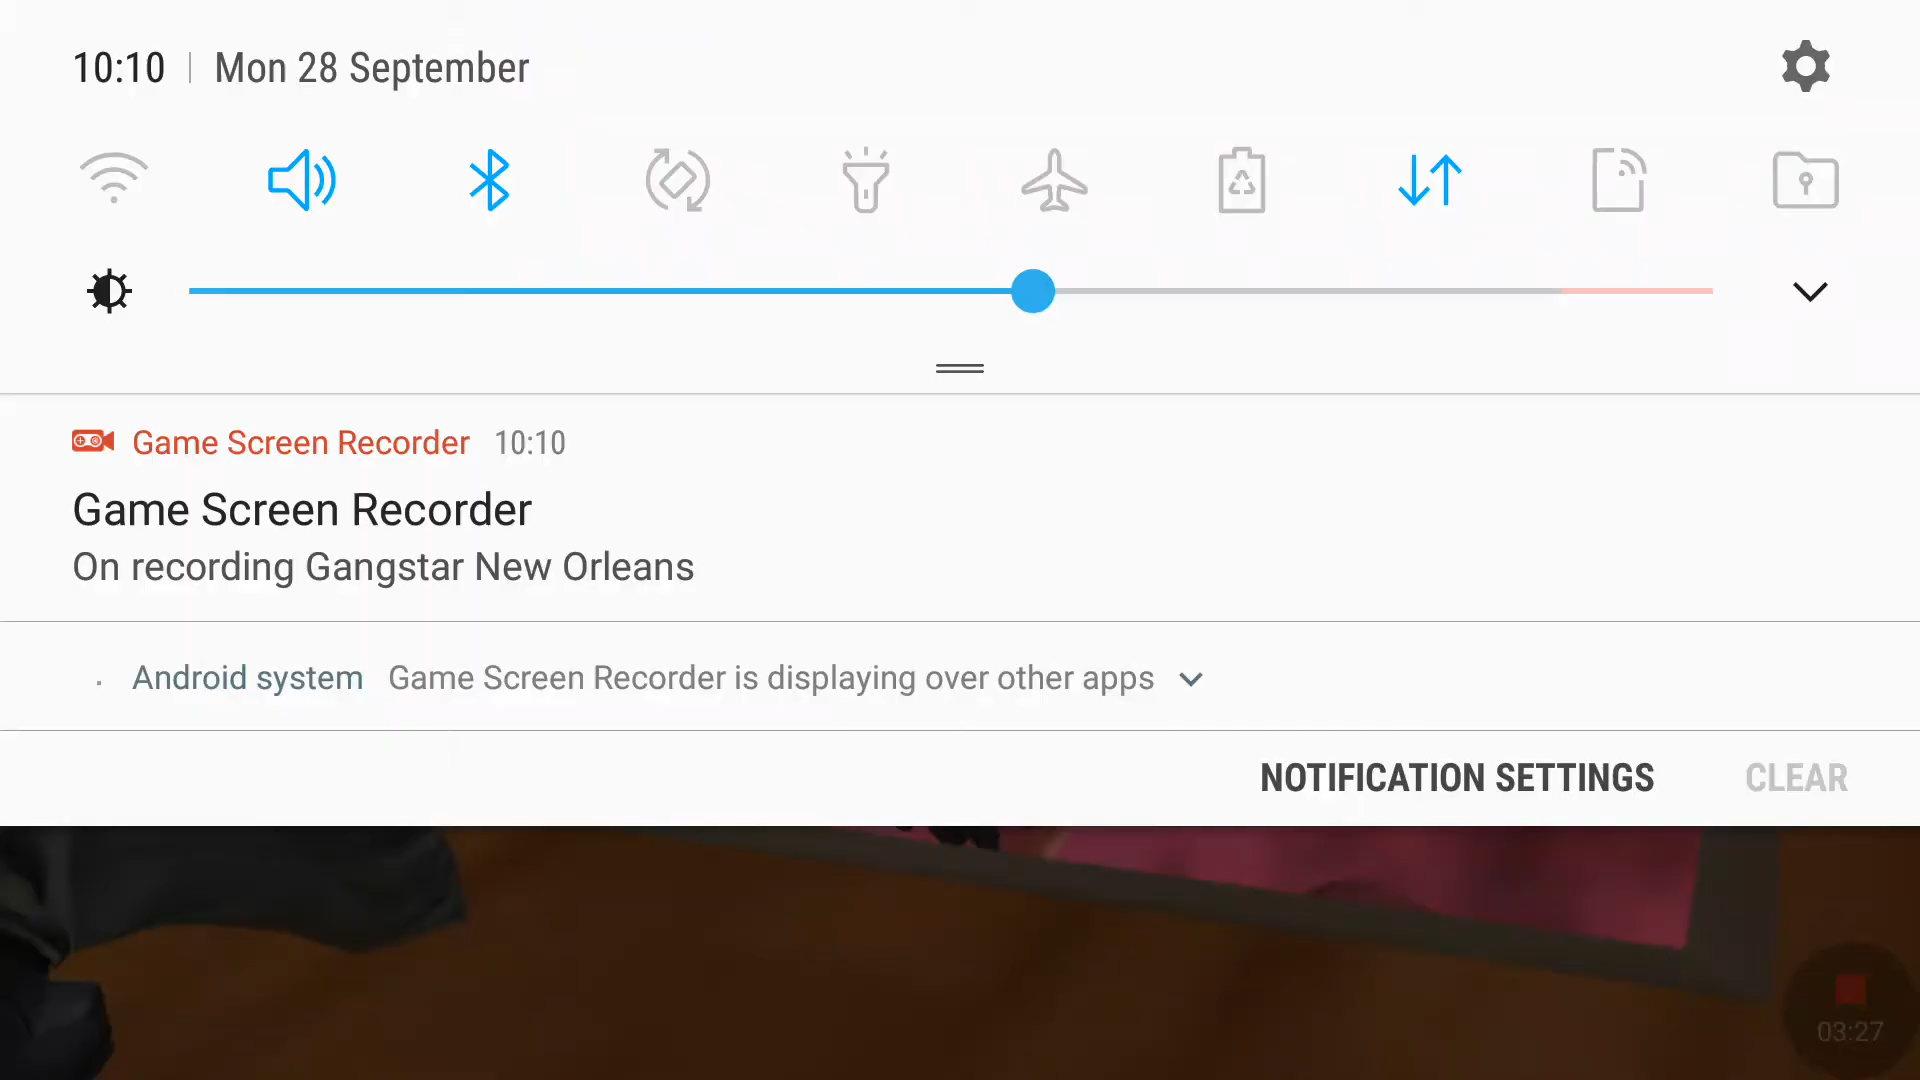 10:10 | Mon 28 September
Game Screen Recorder 10:10
Game Screen Recorder
On recording Gangstar New Orleans
Android system Game Screen Recorder is displaying over other apps
NOTIFICATION SETTINGS CLEAR
03:27